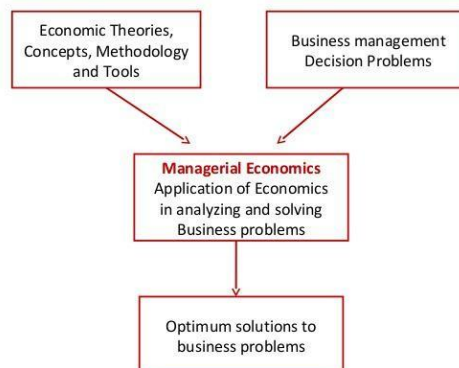 Economic Theories,
Concepts, Methodology
and Tools
Business management
Decision Problems
Managerial Economics
Application of Economics
in analyzing and solving
Business problems
Optimum solutions to
business problems